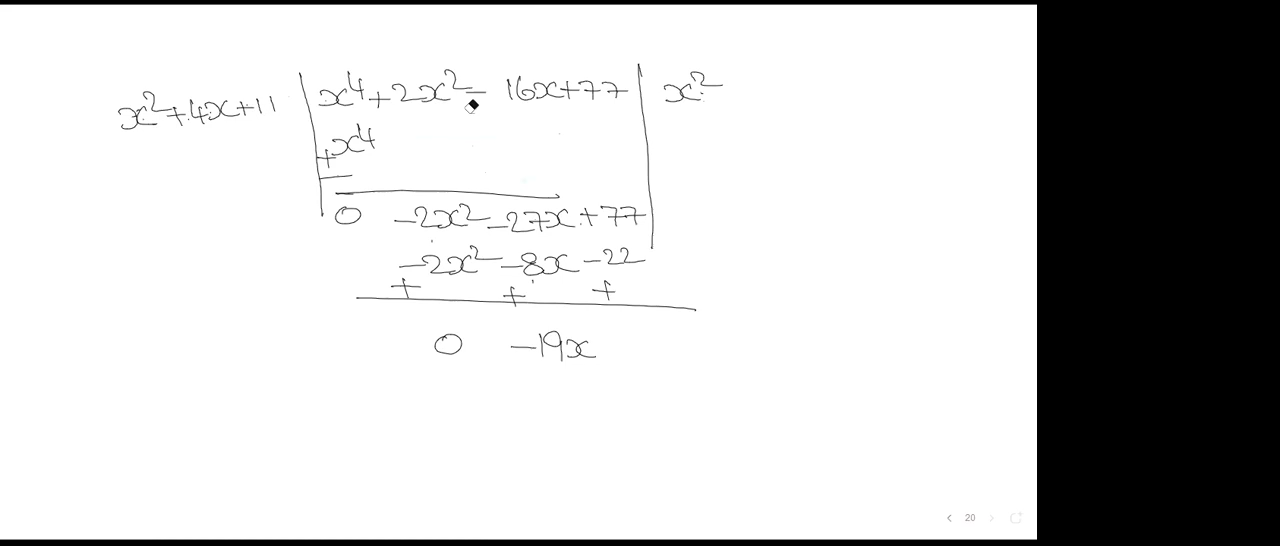 x²+4x+11 | x⁴+2x²- 16x+77 | x²
+x⁴
-
0 -2x²-27x+77
-2x²-8x-22
+ + +
0 -19x
20